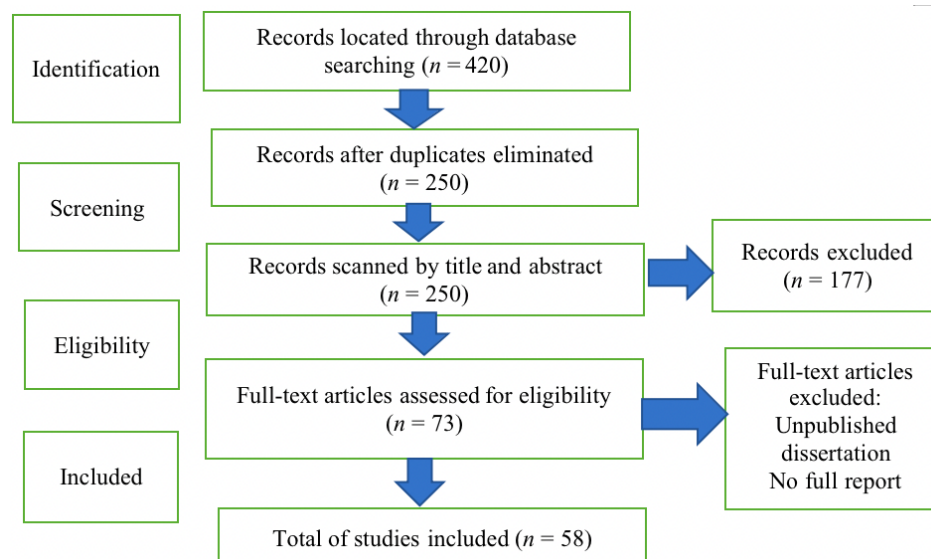 Identification
Records located through database
searching (n = 420)
Records after duplicates eliminated
(n = 250)
Screening
Records scanned by title and abstract
(n = 250)
Records excluded
(n = 177)
Eligibility
Full-text articles assessed for eligibility
(n = 73)
Full-text articles
excluded:
Unpublished
dissertation
No full report
Included
Total of studies included (n = 58)